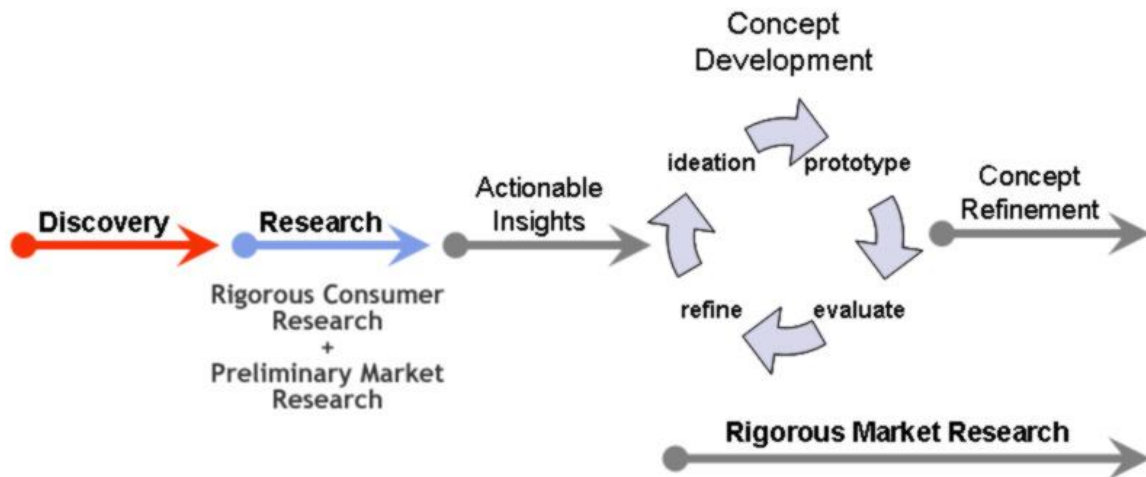 Concept
Development
ideation
prototype
Actionable
Insights
Concept
Refinement
Discovery
Research
Rigorous Consumer
Research
+
Preliminary Market
Research
refine
evaluate
Rigorous Market Research